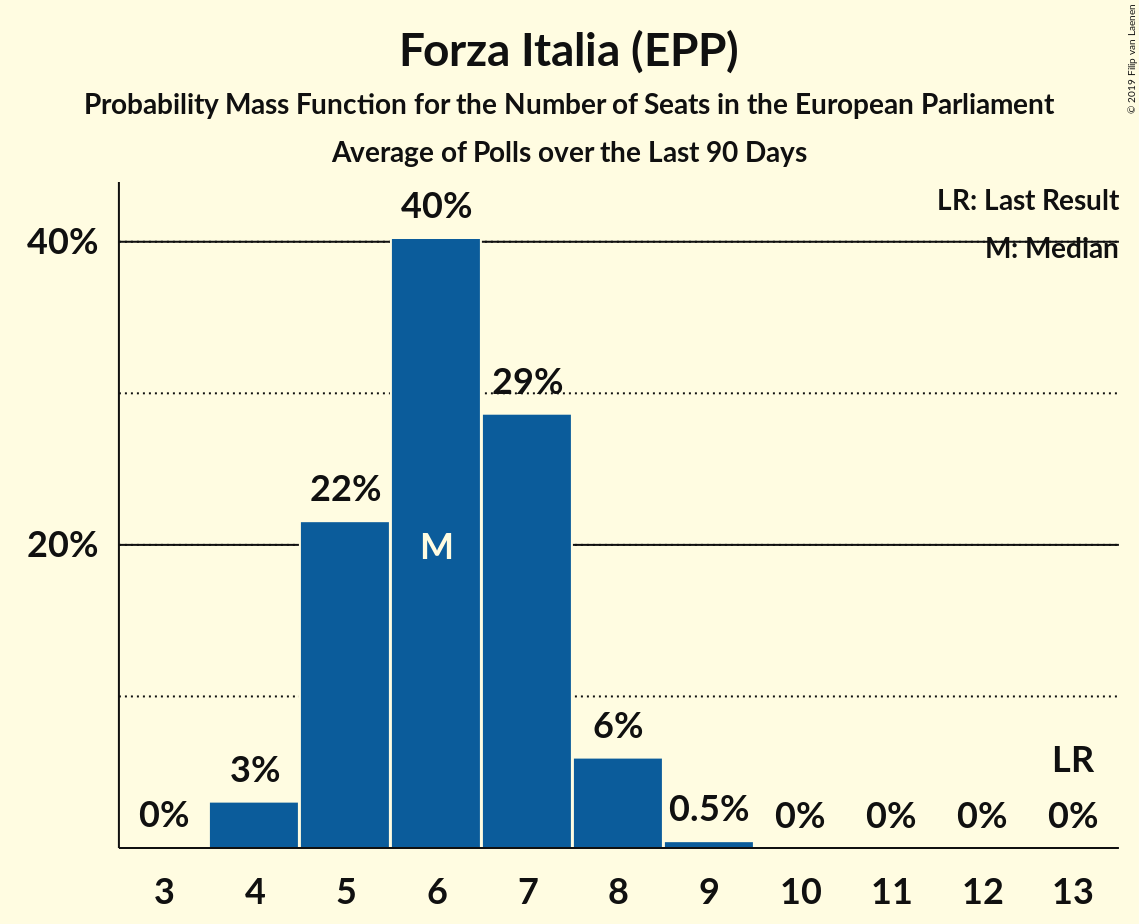 Forza Italia (EPP)
Probability Mass Function for the Number of Seats in the European Parliament
Average of Polls over the Last 90 Days
© 2019 Filip van Laenen
LR: Last Result
M: Median
40%
20%
0%
3%
22%
40%
M
29%
6%
0.5%
0%
0%
0%
LR
0%
3 4 5 6 7 8 9 10 11 12 13